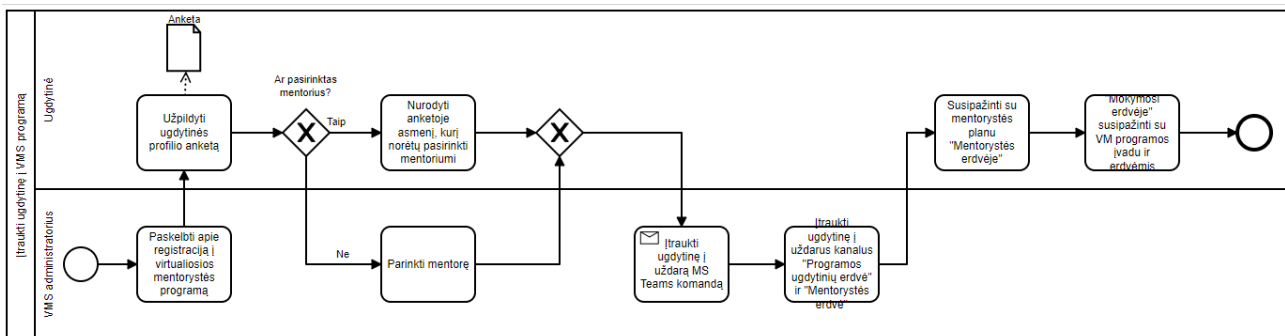 Įtraukti ugdytinę į VMS programą
Ugdytinė
Anketa
Užpildyti
ugdytinės
profilio anketą
Ar pasirinktas
mentorius?
Taip
Nurodyti
anketoje
asmenį, kurį
norėtų pasirinkti
mentoriumi
Susipažinti su
mentorystės
planu
"Mentorystės
erdvėje"
Mokymosi
erdvėje"
susipažinti su
VM programos
įvadu ir
erdvėmis
VMS administratorius
Paskelbti apie
registraciją į
virtualiosios
mentorystės
programą
Ne
Parinkti mentorę
Įtraukti
ugdytinę į
uždarą MS
Teams komandą
Įtraukti
ugdytinę į
uždarus kanalus
"Programos
ugdytinių erdvė"
ir "Mentorystės
erdvė"